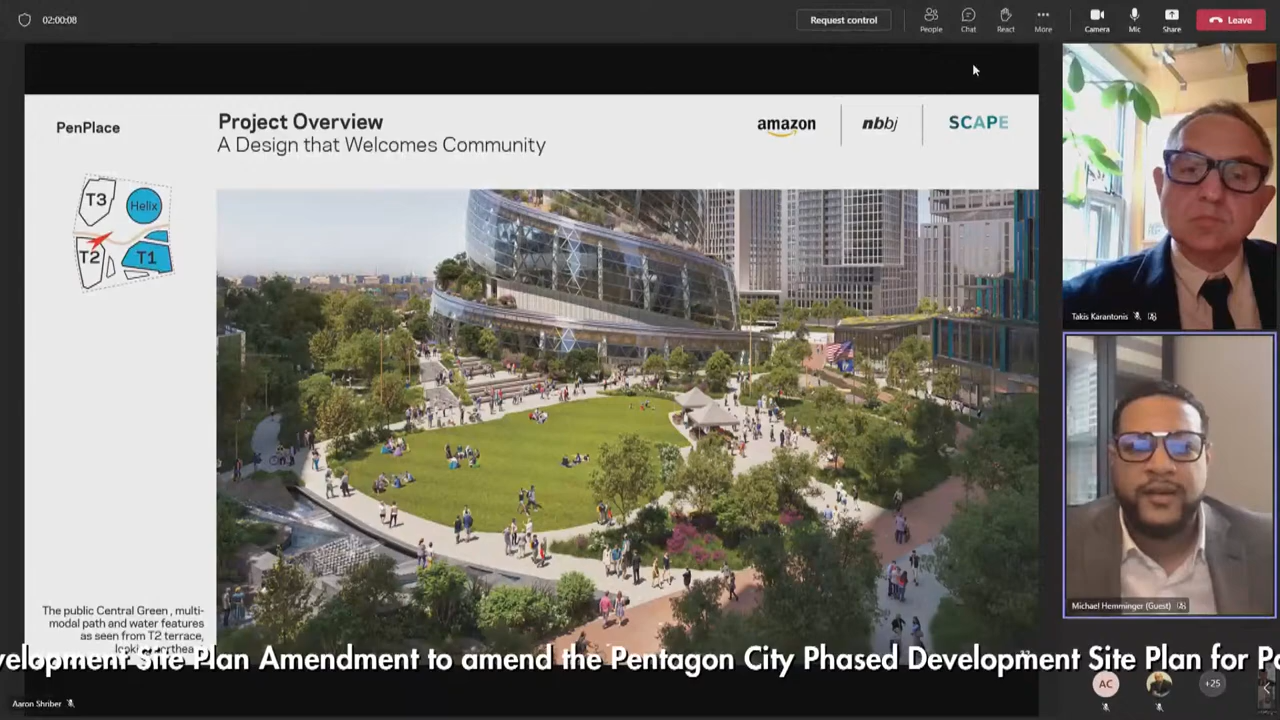 02:00:08
Request control
People
Chat
React
More
Camera
Mic
Share
Leave
PenPlace
Project Overview
A Design that Welcomes Community
amazon
nbbj
SCAPE
T3
Helix
T2
T1
Takis Karantonis
Michael Hemminger (Guest)
The public Central Green , multi-
modal path and water features
as seen from T2 terrace,
velopment Site Plan Amendment to amend the Pentagon City Phased Development Site Plan for P
AC
+25
Aaron Shriber